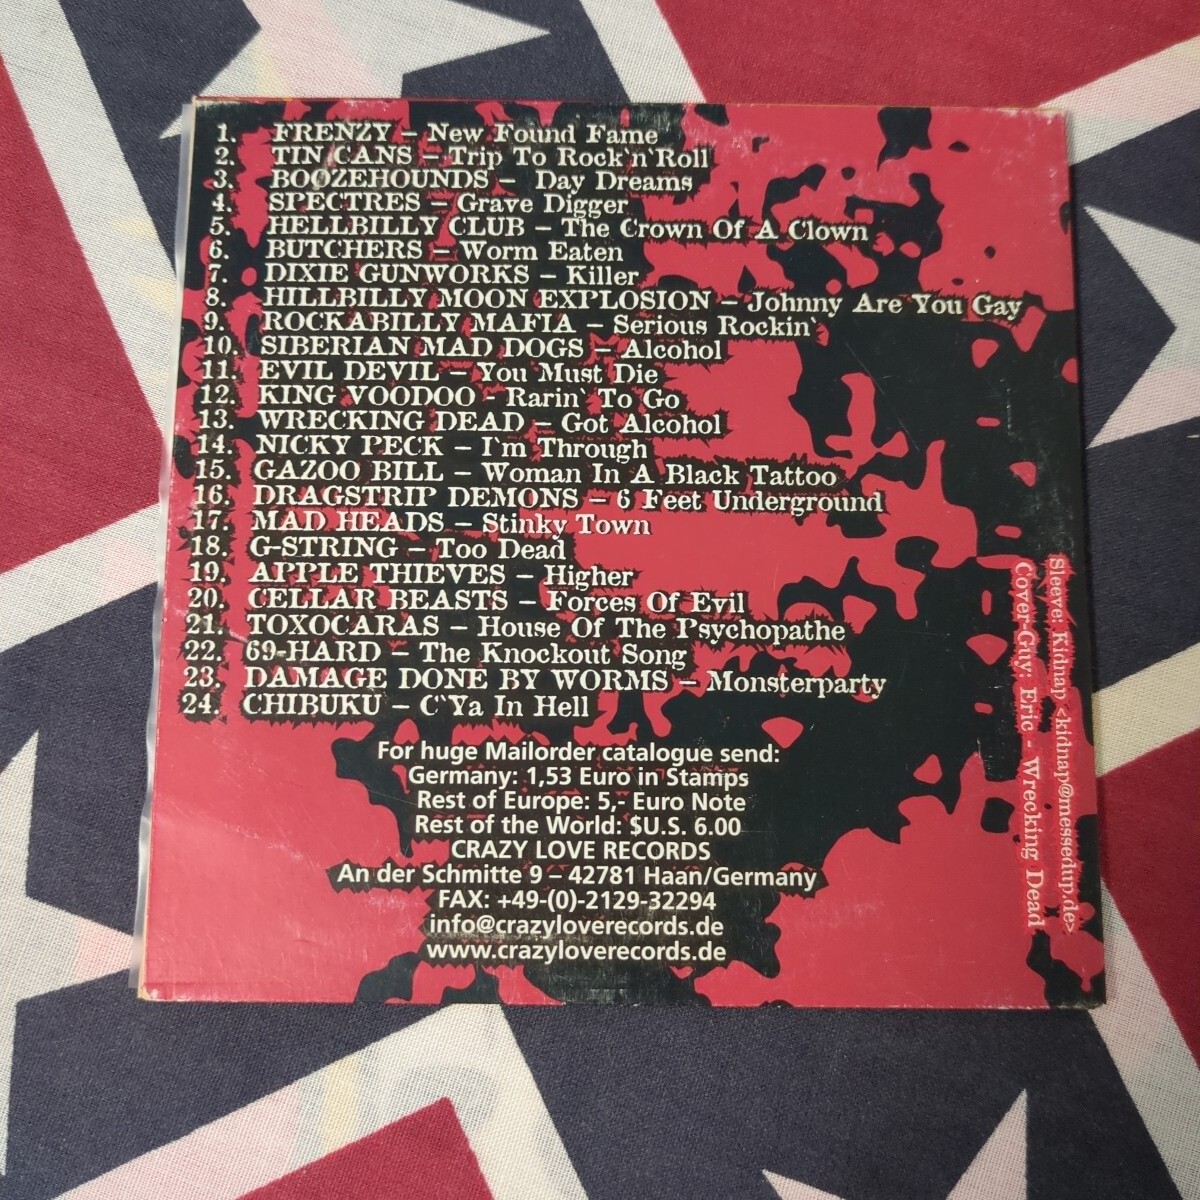 1. FRENZY – New Found Fame
2. TIN CANS – Trip To Rock`n`Roll
3. BOOZEHOUNDS – Day Dreams
4. SPECTRES – Grave Digger
5. HELLBILLY CLUB – The Crown Of A Clown
6. BUTCHERS – Worm Eaten
7. DIXIE GUNWORKS – Killer
8. HILLBILLY MOON EXPLOSION – Johnny Are You Gay
9. ROCKABILLY MAFIA – Serious Rockin`
10. SIBERIAN MAD DOGS – Alcohol
11. EVIL DEVIL – You Must Die
12. KING VOODOO - Rarin` To Go
13. WRECKING DEAD – Got Alcohol
14. NICKY PECK – I`m Through
15. GAZOO BILL – Woman In A Black Tattoo
16. DRAGSTRIP DEMONS – 6 Feet Underground
17. MAD HEADS – Stinky Town
18. G-STRING – Too Dead
19. APPLE THIEVES – Higher
20. CELLAR BEASTS – Forces Of Evil
21. TOXOCARAS – House Of The Psychopathe
22. 69-HARD – The Knockout Song
23. DAMAGE DONE BY WORMS – Monsterparty
24. CHIBUKU – C`Ya In Hell
For huge Mailorder catalogue send:
Germany: 1,53 Euro in Stamps
Rest of Europe: 5,- Euro Note
Rest of the World: $U.S. 6.00
CRAZY LOVE RECORDS
An der Schmitte 9 – 42781 Haan/Germany
FAX: +49-(0)-2129-32294
info@crazyloverecords.de
www.crazyloverecords.de
Sleeve: Kidnap <kidnap@messedup.de>
Cover-Guy: Eric - Wrecking Dead